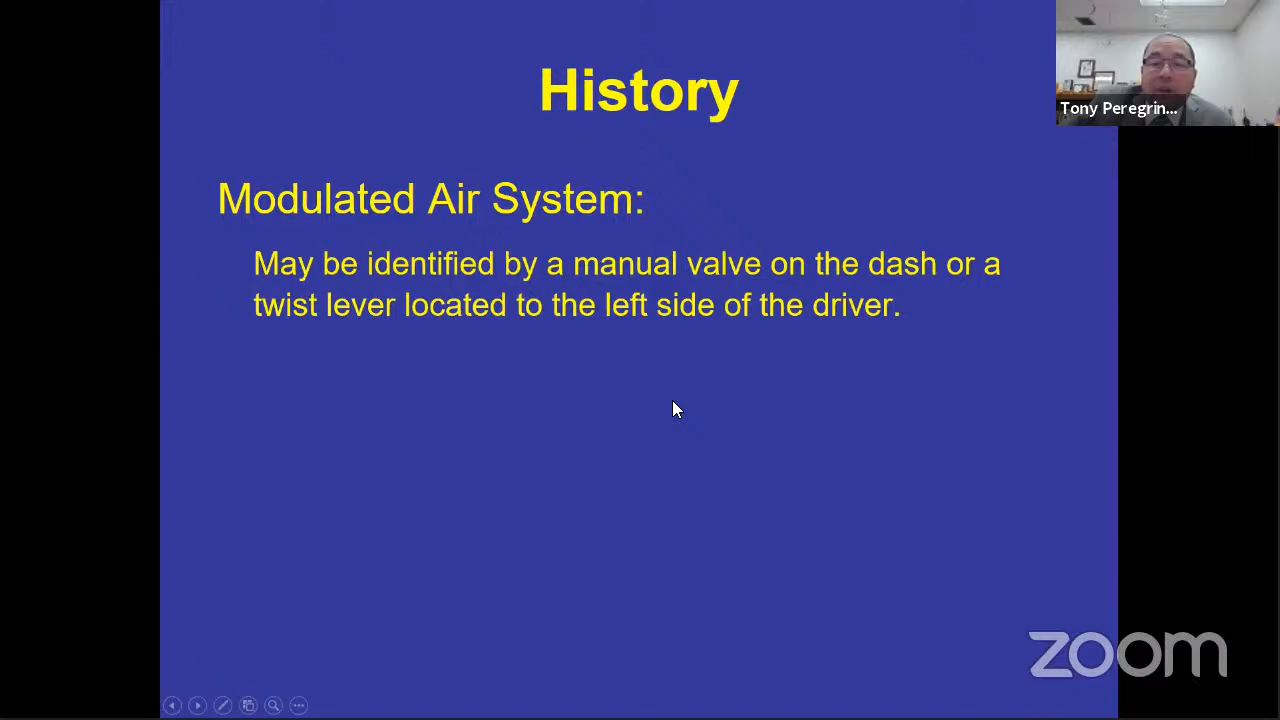 History
Tony Peregrin...
Modulated Air System:
May be identified by a manual valve on the dash or a
twist lever located to the left side of the driver.
zoom